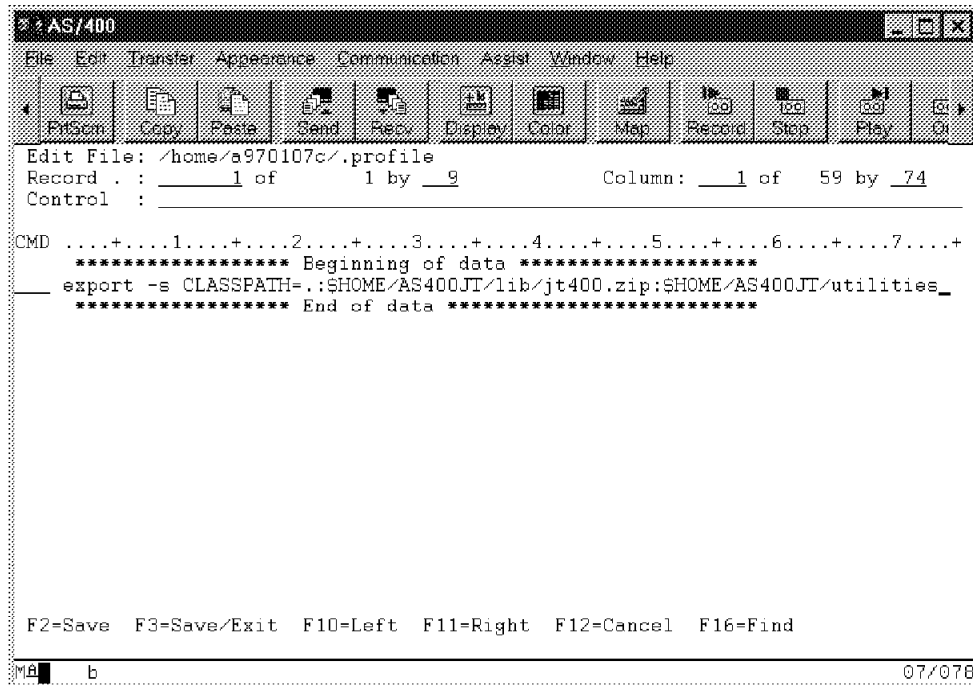 AS/400
File Edit Transfer Appearance Communication Assist Window Help
PrtScrn Copy Paste Send Recv Display Color Map Record Stop Play
Edit File: /home/a970107c/.profile
Record . : 1 of 1 by 9 Column: 1 of 59 by 74
Control :
CMD ....+....1....+....2....+....3....+....4....+....5....+....6....+....7....+
****************** Beginning of data ********************
export -s CLASSPATH=.:$HOME/AS400JT/lib/jt400.zip:$HOME/AS400JT/utilities_
****************** End of data **************************
F2=Save F3=Save/Exit F10=Left F11=Right F12=Cancel F16=Find
MA b 07/078